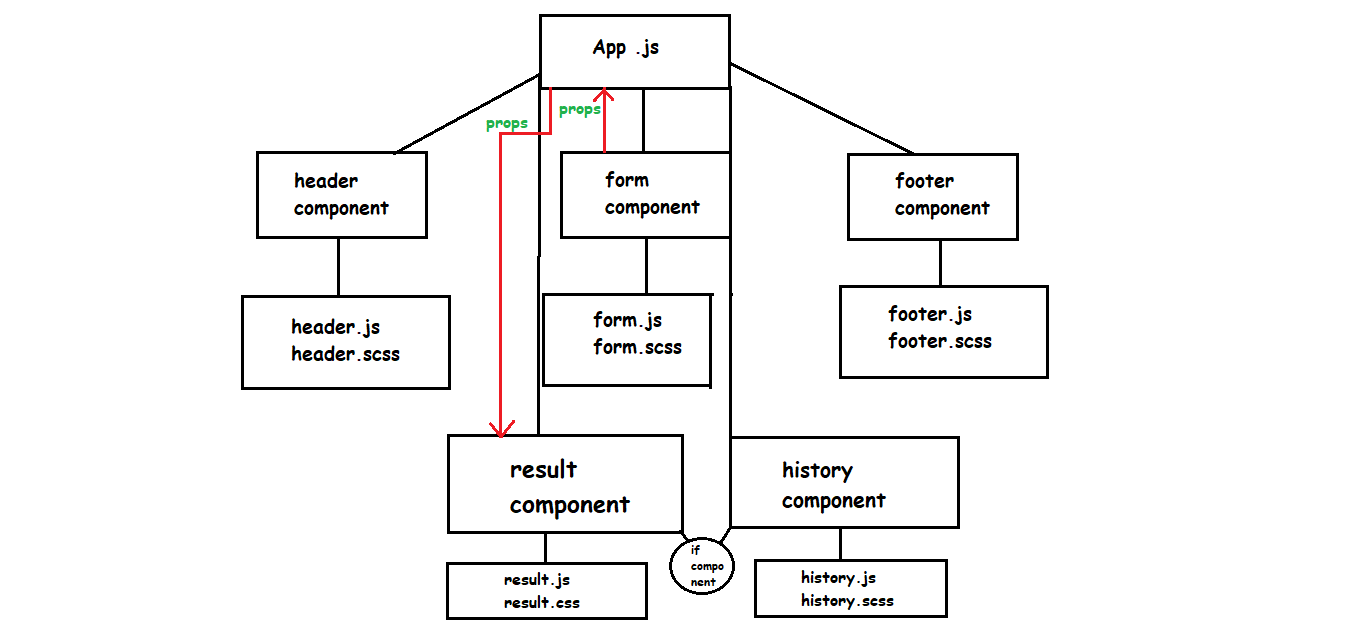 App .js
props
props
header
component
form
component
footer
component
header.js
header.scss
form.js
form.scss
footer.js
footer.scss
result
component
history
component
if
compo
nent
result.js
result.css
history.js
history.scss